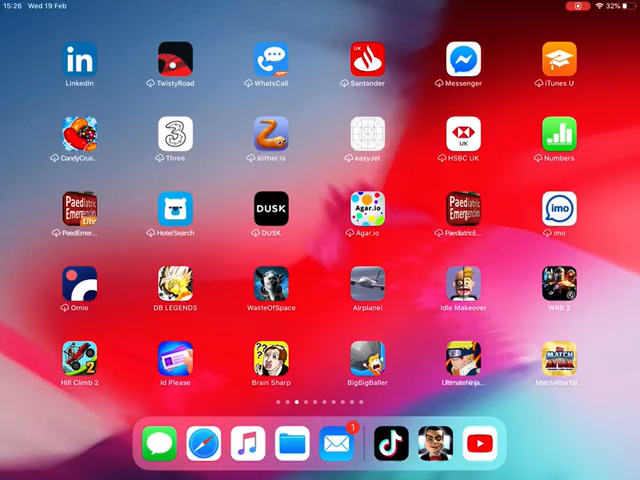 15:26 Wed 19 Feb 32%
LinkedIn TwistyRoad WhatsCall Santander Messenger iTunes U
CandyCrus... Three slither.io easyJet HSBC UK Numbers
PaedEmer... HotelSearch DUSK Agar.io PaediatricE... imo
Omio DB LEGENDS WasteOfSpace Airplane! Idle Makeover WRB 2
Hill Climb 2 Id Please Brain Sharp BigBigBaller UltimateNinja... MatchAttax19/...
1